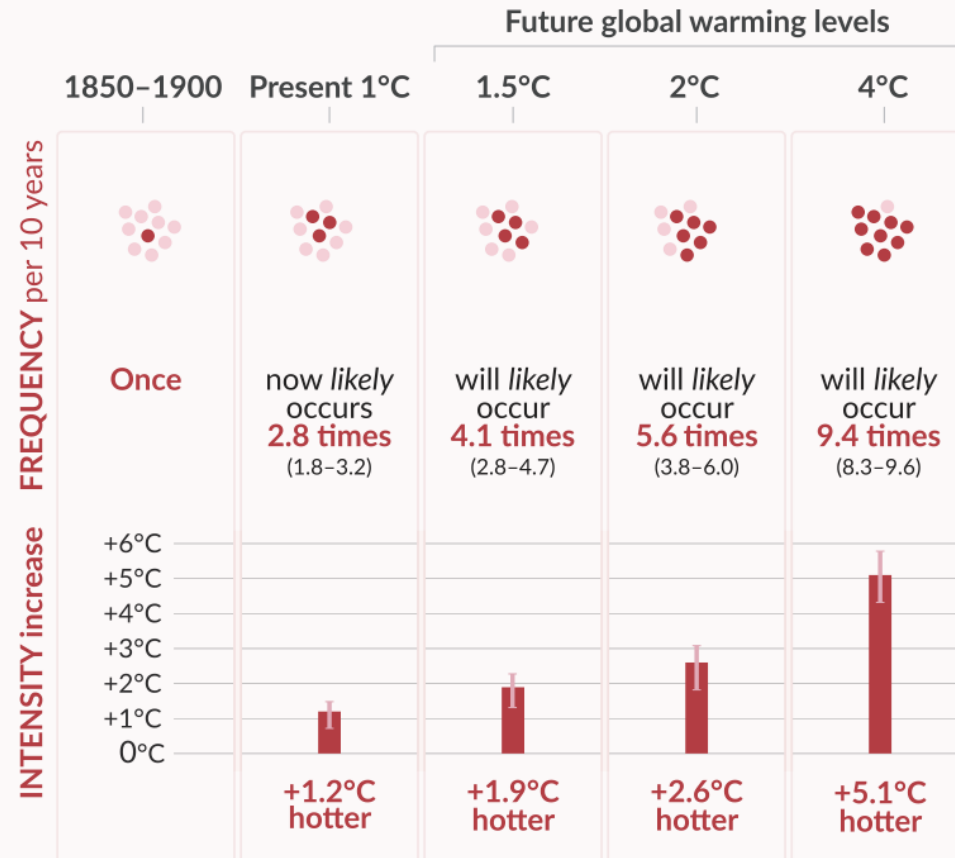 Future global warming levels
1850–1900
Present 1°C
1.5°C
2°C
4°C
FREQUENCY per 10 years
Once
now likely
occurs
2.8 times
(1.8–3.2)
will likely
occur
4.1 times
(2.8–4.7)
will likely
occur
5.6 times
(3.8–6.0)
will likely
occur
9.4 times
(8.3–9.6)
INTENSITY increase
+6°C
+5°C
+4°C
+3°C
+2°C
+1°C
0°C
+1.2°C
hotter
+1.9°C
hotter
+2.6°C
hotter
+5.1°C
hotter